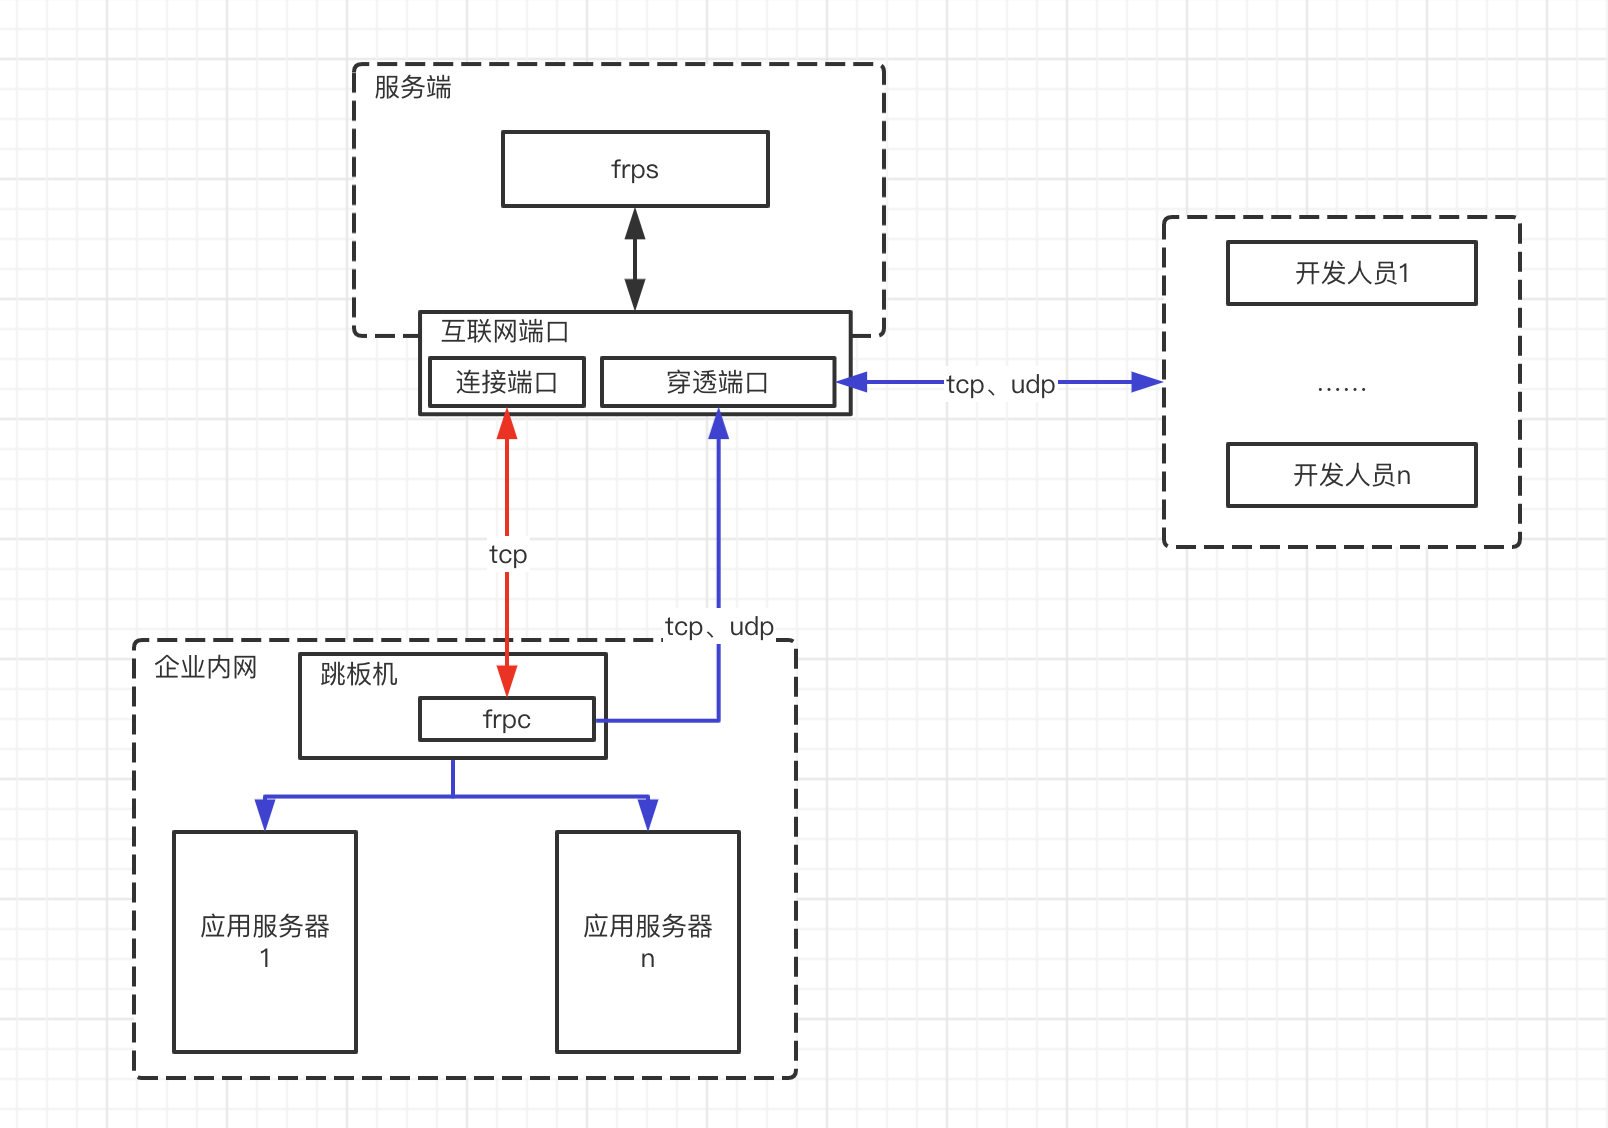 服务端
frps
互联网端口
连接端口
穿透端口
tcp、udp
开发人员1
......
开发人员n
tcp
tcp、udp
企业内网
跳板机
frpc
应用服务器
1
应用服务器
n